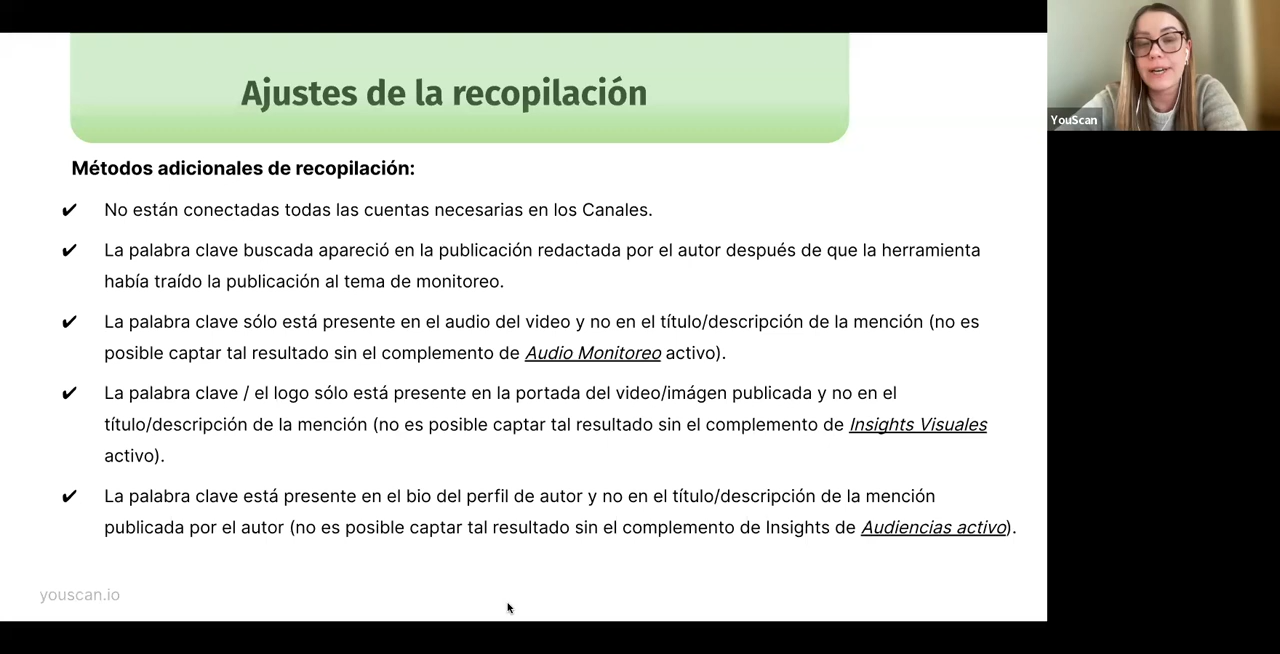 Ajustes de la recopilación
YouScan
Métodos adicionales de recopilación:
✔ No están conectadas todas las cuentas necesarias en los Canales.
✔ La palabra clave buscada apareció en la publicación redactada por el autor después de que la herramienta
había traído la publicación al tema de monitoreo.
✔ La palabra clave sólo está presente en el audio del video y no en el título/descripción de la mención (no es
posible captar tal resultado sin el complemento de Audio Monitoreo activo).
✔ La palabra clave / el logo sólo está presente en la portada del video/imágen publicada y no en el
título/descripción de la mención (no es posible captar tal resultado sin el complemento de Insights Visuales
activo).
✔ La palabra clave está presente en el bio del perfil de autor y no en el título/descripción de la mención
publicada por el autor (no es posible captar tal resultado sin el complemento de Insights de Audiencias activo).
youscan.io